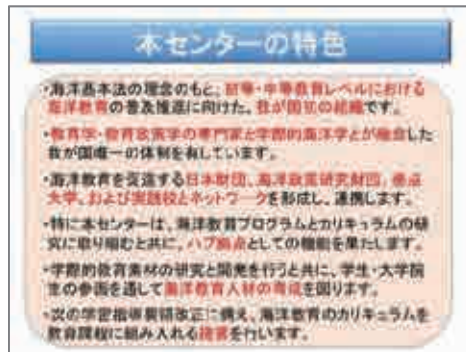 本センターの特色
・海洋基本法の理念のもと、初等・中等教育レベルにおける
海洋教育の普及推進に向けた、我が国初の組織です。
・教育学・教育政策学の専門家と学際的海洋学とが融合した
我が国唯一の体制を有しています。
・海洋教育を促進する日本財団、海洋政策研究財団、拠点
大学、および実践校とネットワークを形成し、連携します。
・特に本センターは、海洋教育プログラムとカリキュラムの研
究に取り組むと共に、ハブ拠点としての機能を果たします。
・学際的教育素材の研究と開発を行うと共に、学生・大学院
生の参画を通して海洋教育人材の育成を図ります。
・次の学習指導要領改正に備え、海洋教育のカリキュラムを
教育課程に組み入れる提言を行います。